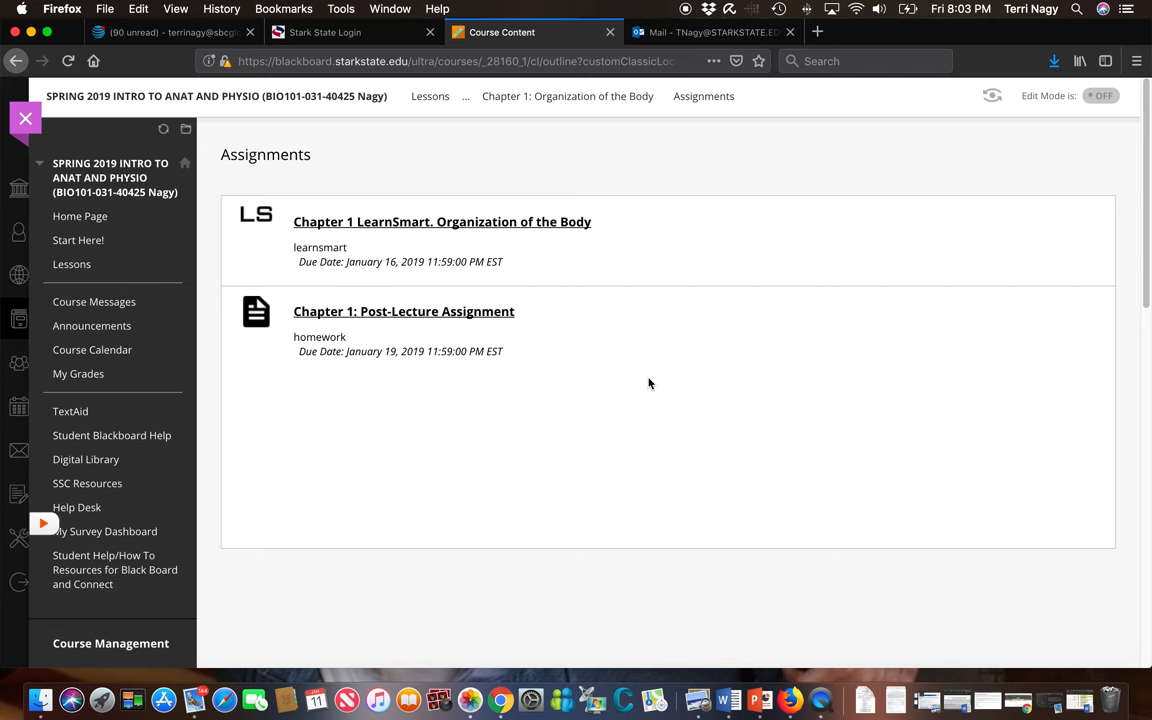 Firefox File Edit View History Bookmarks Tools Window Help Fri 8:03 PM Terri Nagy
(90 unread) - terrinagy@sbcgl Stark State Login Course Content Mail - TNagy@STARKSTATE.ED
https://blackboard.starkstate.edu/ultra/courses/_28160_1/cl/outline?customClassicLoc Search
SPRING 2019 INTRO TO ANAT AND PHYSIO (BIO101-031-40425 Nagy) Lessons ... Chapter 1: Organization of the Body Assignments Edit Mode is: OFF
SPRING 2019 INTRO TO
ANAT AND PHYSIO
(BIO101-031-40425 Nagy)
Home Page
Start Here!
Lessons
Course Messages
Announcements
Course Calendar
My Grades
TextAid
Student Blackboard Help
Digital Library
SSC Resources
Help Desk
My Survey Dashboard
Student Help/How To
Resources for Black Board
and Connect
Course Management
Assignments
LS
Chapter 1 LearnSmart. Organization of the Body
learnsmart
Due Date: January 16, 2019 11:59:00 PM EST
Chapter 1: Post-Lecture Assignment
homework
Due Date: January 19, 2019 11:59:00 PM EST
JAN
11